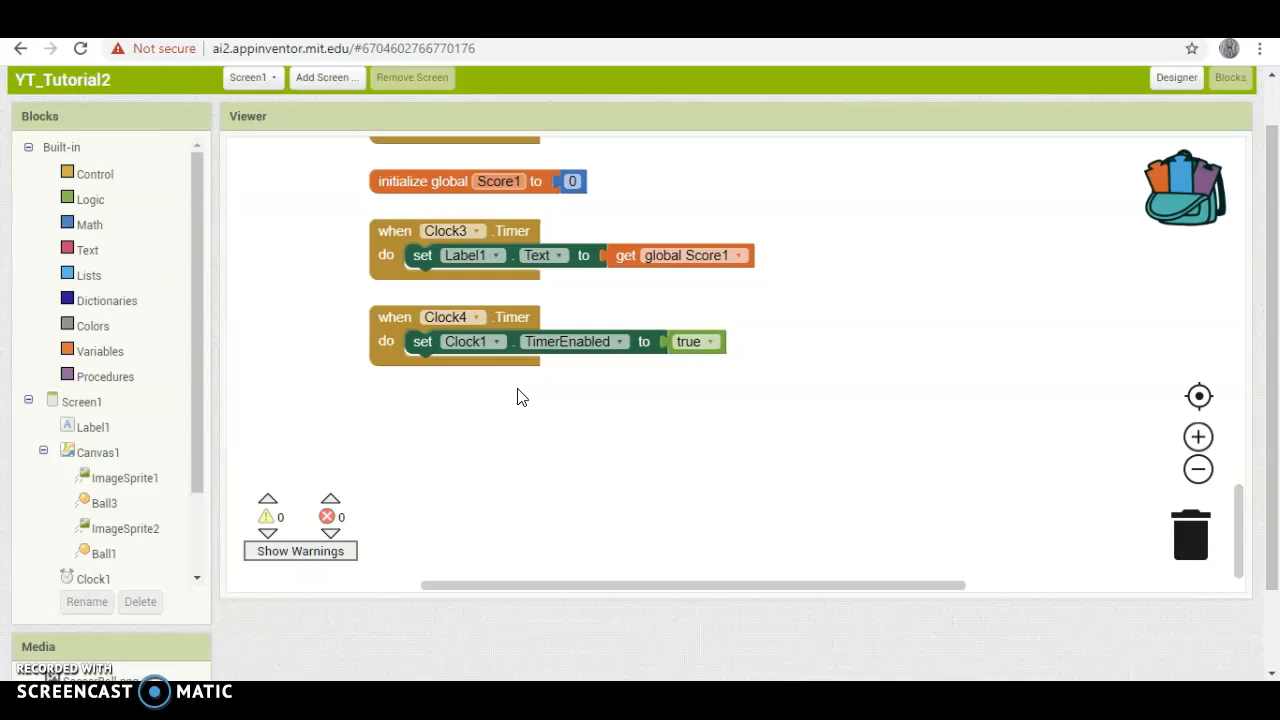 Not secure ai2.appinventor.mit.edu/#6704602766770176
YT_Tutorial2 Screen1 Add Screen ... Remove Screen Designer Blocks
Blocks Viewer
Built-in
Control
Logic
Math
Text
Lists
Dictionaries
Colors
Variables
Procedures
Screen1
Label1
Canvas1
ImageSprite1
Ball3
ImageSprite2
Ball1
Clock1
Rename Delete
Media
initialize global Score1 to 0
when Clock3 .Timer
do set Label1 . Text to get global Score1
when Clock4 .Timer
do set Clock1 . TimerEnabled to true
0 0
Show Warnings
RECORDED WITH
SCREENCAST MATIC